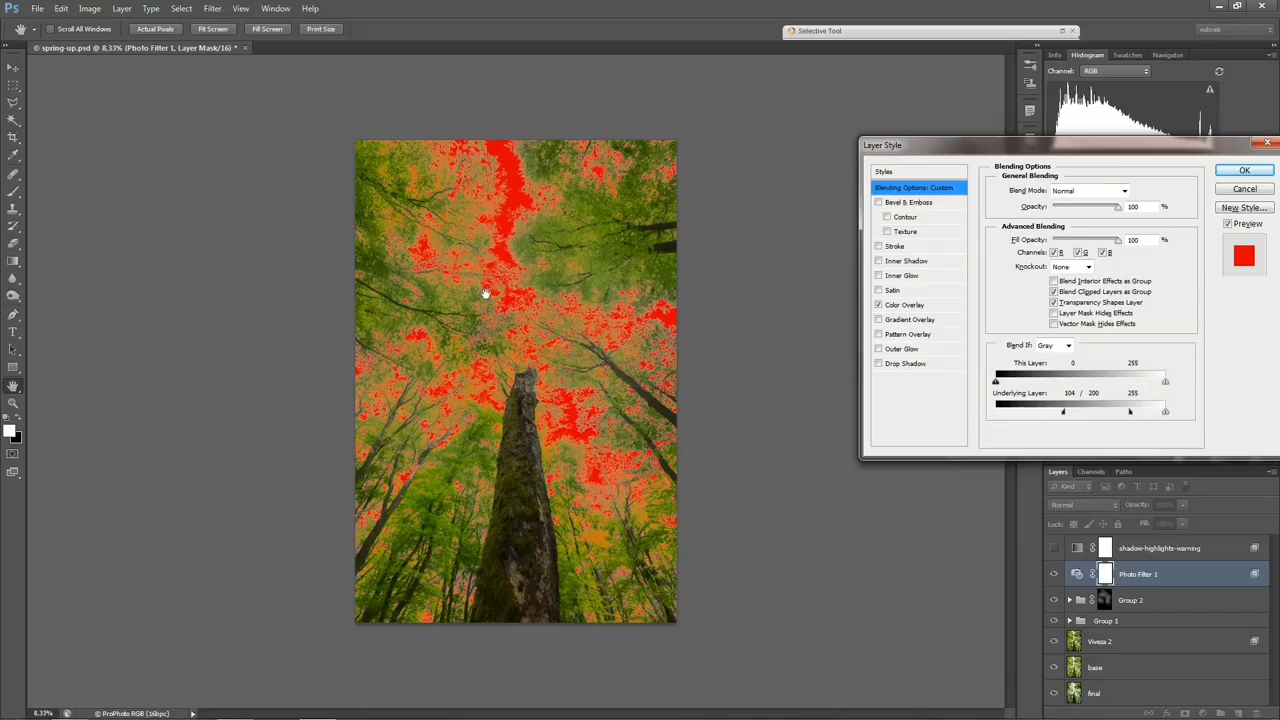 Ps File Edit Image Layer Type Select Filter View Window Help
Scroll All Windows Actual Pixels Fit Screen Fill Screen Print Size
Selective Tool
mibreit
© spring-up.psd @ 8,33% (Photo Filter 1, Layer Mask/16) *
Info Histogram Swatches Navigator
Channel: RGB
Layer Style
Styles
Blending Options: Custom
Bevel & Emboss
Contour
Texture
Stroke
Inner Shadow
Inner Glow
Satin
Color Overlay
Gradient Overlay
Pattern Overlay
Outer Glow
Drop Shadow
Blending Options
General Blending
Blend Mode: Normal
Opacity: 100 %
Advanced Blending
Fill Opacity: 100 %
Channels: R G B
Knockout: None
Blend Interior Effects as Group
Blend Clipped Layers as Group
Transparency Shapes Layer
Layer Mask Hides Effects
Vector Mask Hides Effects
Blend If: Gray
This Layer: 0 255
Underlying Layer: 104 / 200 255
OK
Cancel
New Style...
Preview
Layers Channels Paths
Kind
Normal Opacity: 100%
Lock: Fill: 100%
shadow-highlights-warning
Photo Filter 1
Group 2
Group 1
Viveza 2
base
final
8,33% © ProPhoto RGB (16bpc)